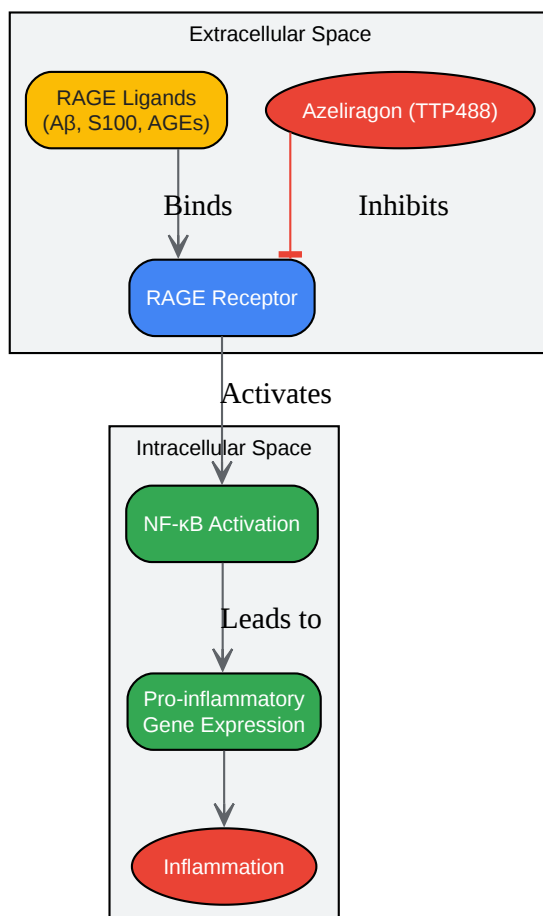 Extracellular Space
RAGE Ligands
(Aβ, S100, AGEs)
Azeliragon (TTP488)
Binds
Inhibits
RAGE Receptor
Activates
Intracellular Space
NF-κB Activation
Leads to
Pro-inflammatory
Gene Expression
Inflammation